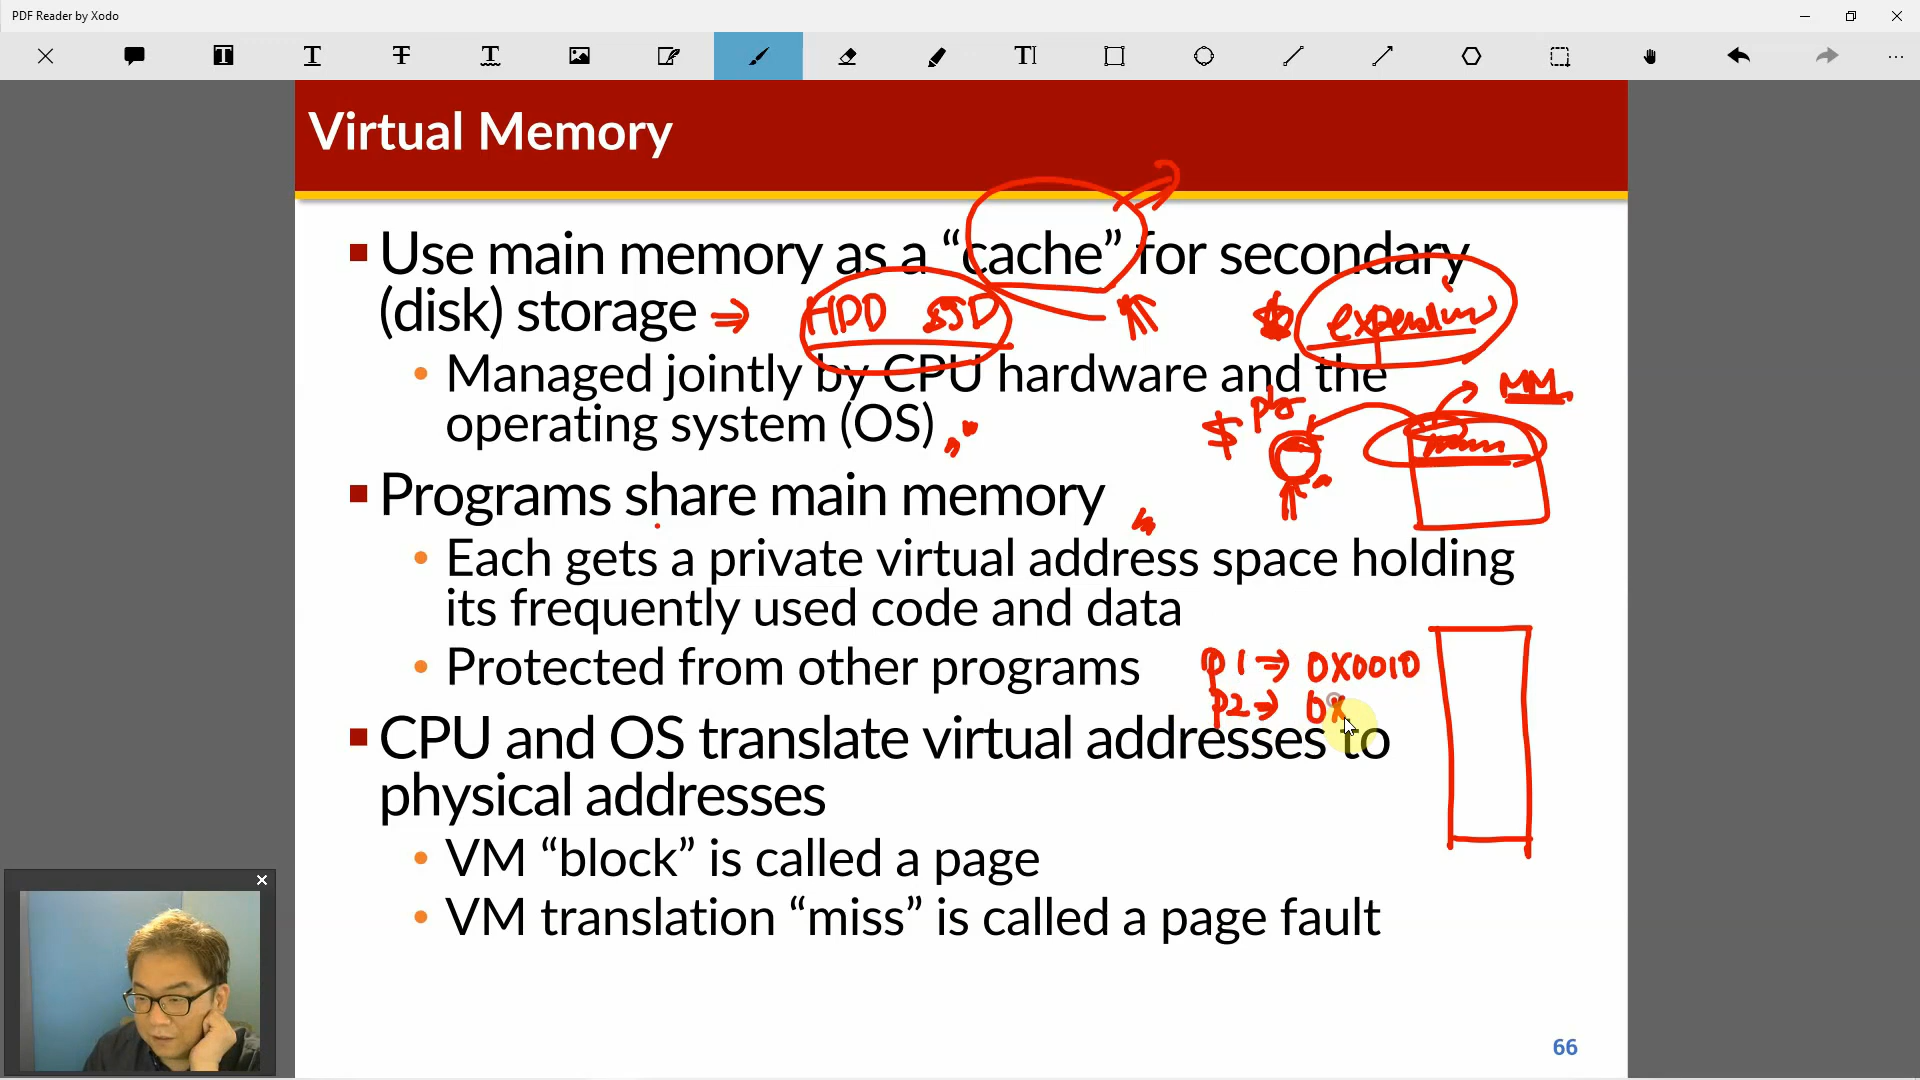 PDF Reader by Xodo
Virtual Memory
Use main memory as a “cache” for secondary
(disk) storage ⇒ HDD SSD $ expensive
Managed jointly by CPU hardware and the
MM
operating system (OS) $
Programs share main memory
Each gets a private virtual address space holding
its frequently used code and data
Protected from other programs P1 ⇒ 0X0010
P2 → 0X
CPU and OS translate virtual addresses to
physical addresses
VM “block” is called a page
VM translation “miss” is called a page fault
66